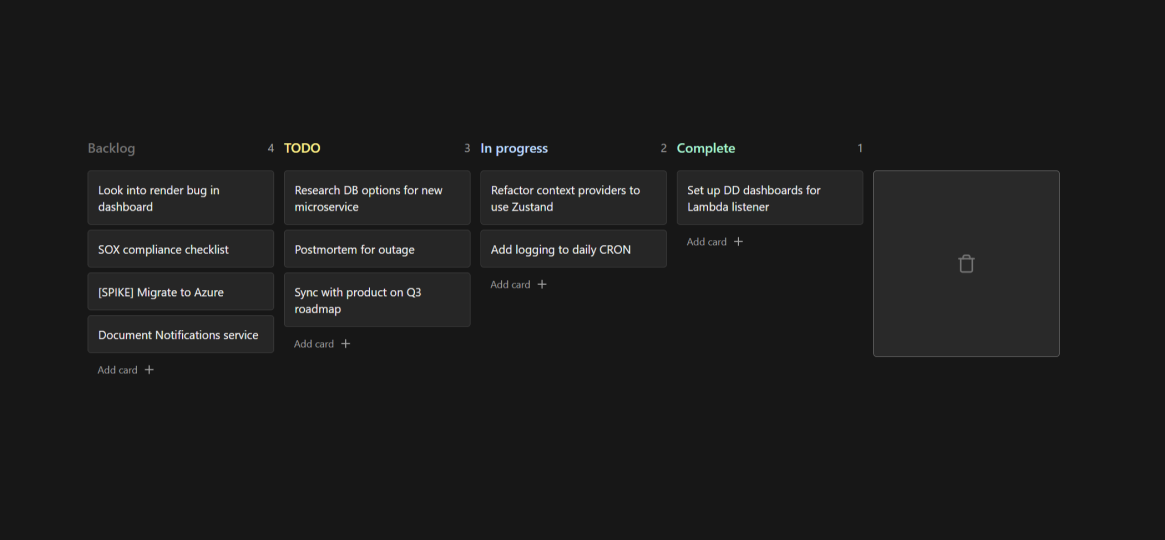 Backlog 4
Look into render bug in
dashboard
SOX compliance checklist
[SPIKE] Migrate to Azure
Document Notifications service
Add card +
TODO 3
Research DB options for new
microservice
Postmortem for outage
Sync with product on Q3
roadmap
Add card +
In progress 2
Refactor context providers to
use Zustand
Add logging to daily CRON
Add card +
Complete 1
Set up DD dashboards for
Lambda listener
Add card +